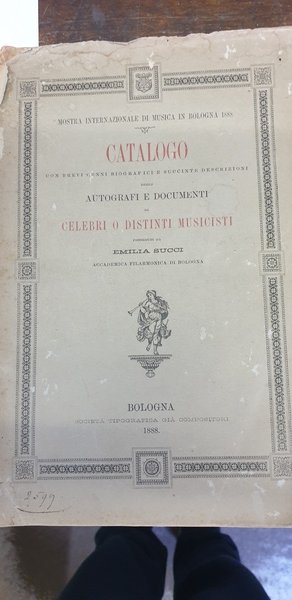 MOSTRA INTERNAZIONALE DI MUSICA IN BOLOGNA 1888
CATALOGO
CON BREVI CENNI BIOGRAFICI E SUCCINTE DESCRIZIONI
DEGLI
AUTOGRAFI E DOCUMENTI
DI
CELEBRI O DISTINTI MUSICISTI
POSSEDUTI DA
EMILIA SUCCI
ACCADEMICA FILARMONICA DI BOLOGNA
BOLOGNA
SOCIETÀ TIPOGRAFICA GIÀ COMPOSITORI
1888.
2599